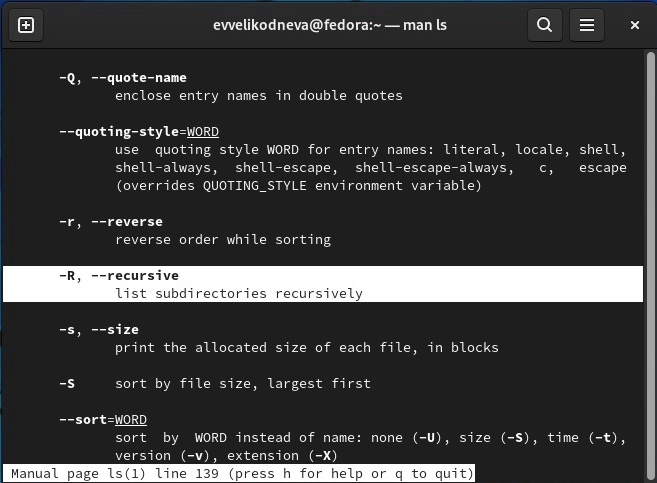 evvelikodneva@fedora:~ — man ls
-Q, --quote-name
enclose entry names in double quotes
--quoting-style=WORD
use  quoting style WORD for entry names: literal, locale, shell,
shell-always,  shell-escape,  shell-escape-always,  c,  escape
(overrides QUOTING_STYLE environment variable)
-r, --reverse
reverse order while sorting
-R, --recursive
list subdirectories recursively
-s, --size
print the allocated size of each file, in blocks
-S     sort by file size, largest first
--sort=WORD
sort  by  WORD instead of name: none (-U), size (-S), time (-t),
version (-v), extension (-X)
Manual page ls(1) line 139 (press h for help or q to quit)